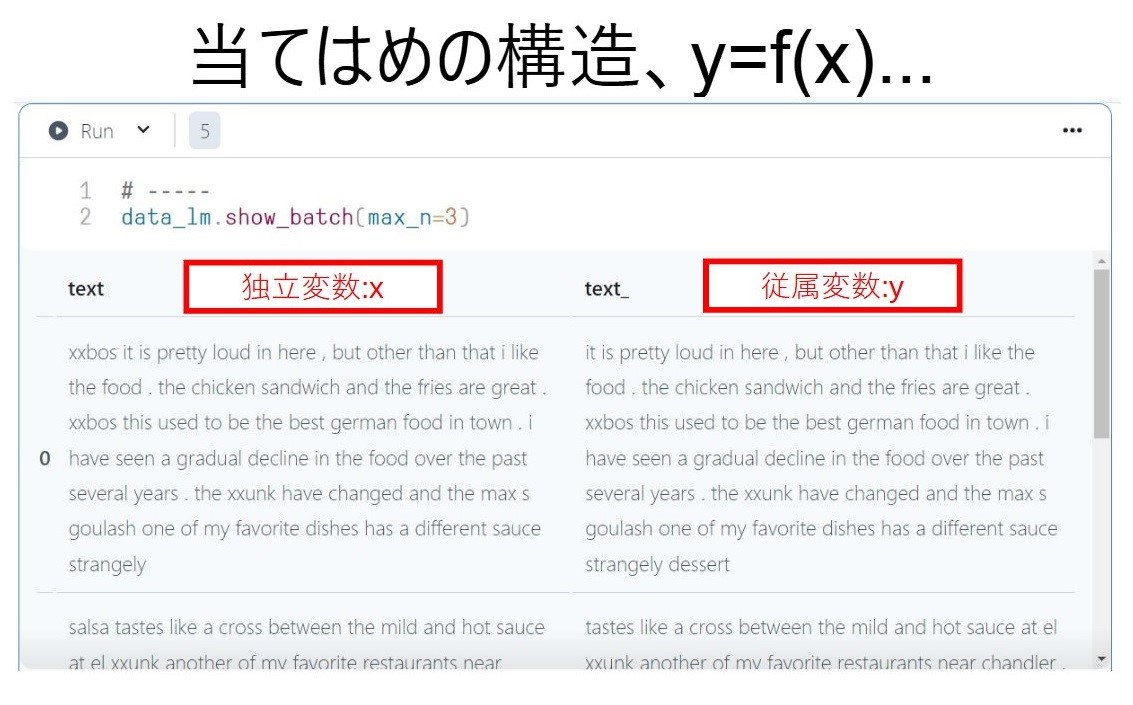 当てはめの構造、y=f(x)...
Run 5 ...
1 # -----
2 data_lm.show_batch(max_n=3)
text 独立変数:x text_ 従属変数:y
0
xxbos it is pretty loud in here , but other than that i like
the food . the chicken sandwich and the fries are great .
xxbos this used to be the best german food in town . i
have seen a gradual decline in the food over the past
several years . the xxunk have changed and the max s
goulash one of my favorite dishes has a different sauce
strangely
it is pretty loud in here , but other than that i like the
food . the chicken sandwich and the fries are great .
xxbos this used to be the best german food in town . i
have seen a gradual decline in the food over the past
several years . the xxunk have changed and the max s
goulash one of my favorite dishes has a different sauce
strangely dessert
salsa tastes like a cross between the mild and hot sauce
at el xxunk another of my favorite restaurants near
tastes like a cross between the mild and hot sauce at el
xxunk another of my favorite restaurants near chandler .